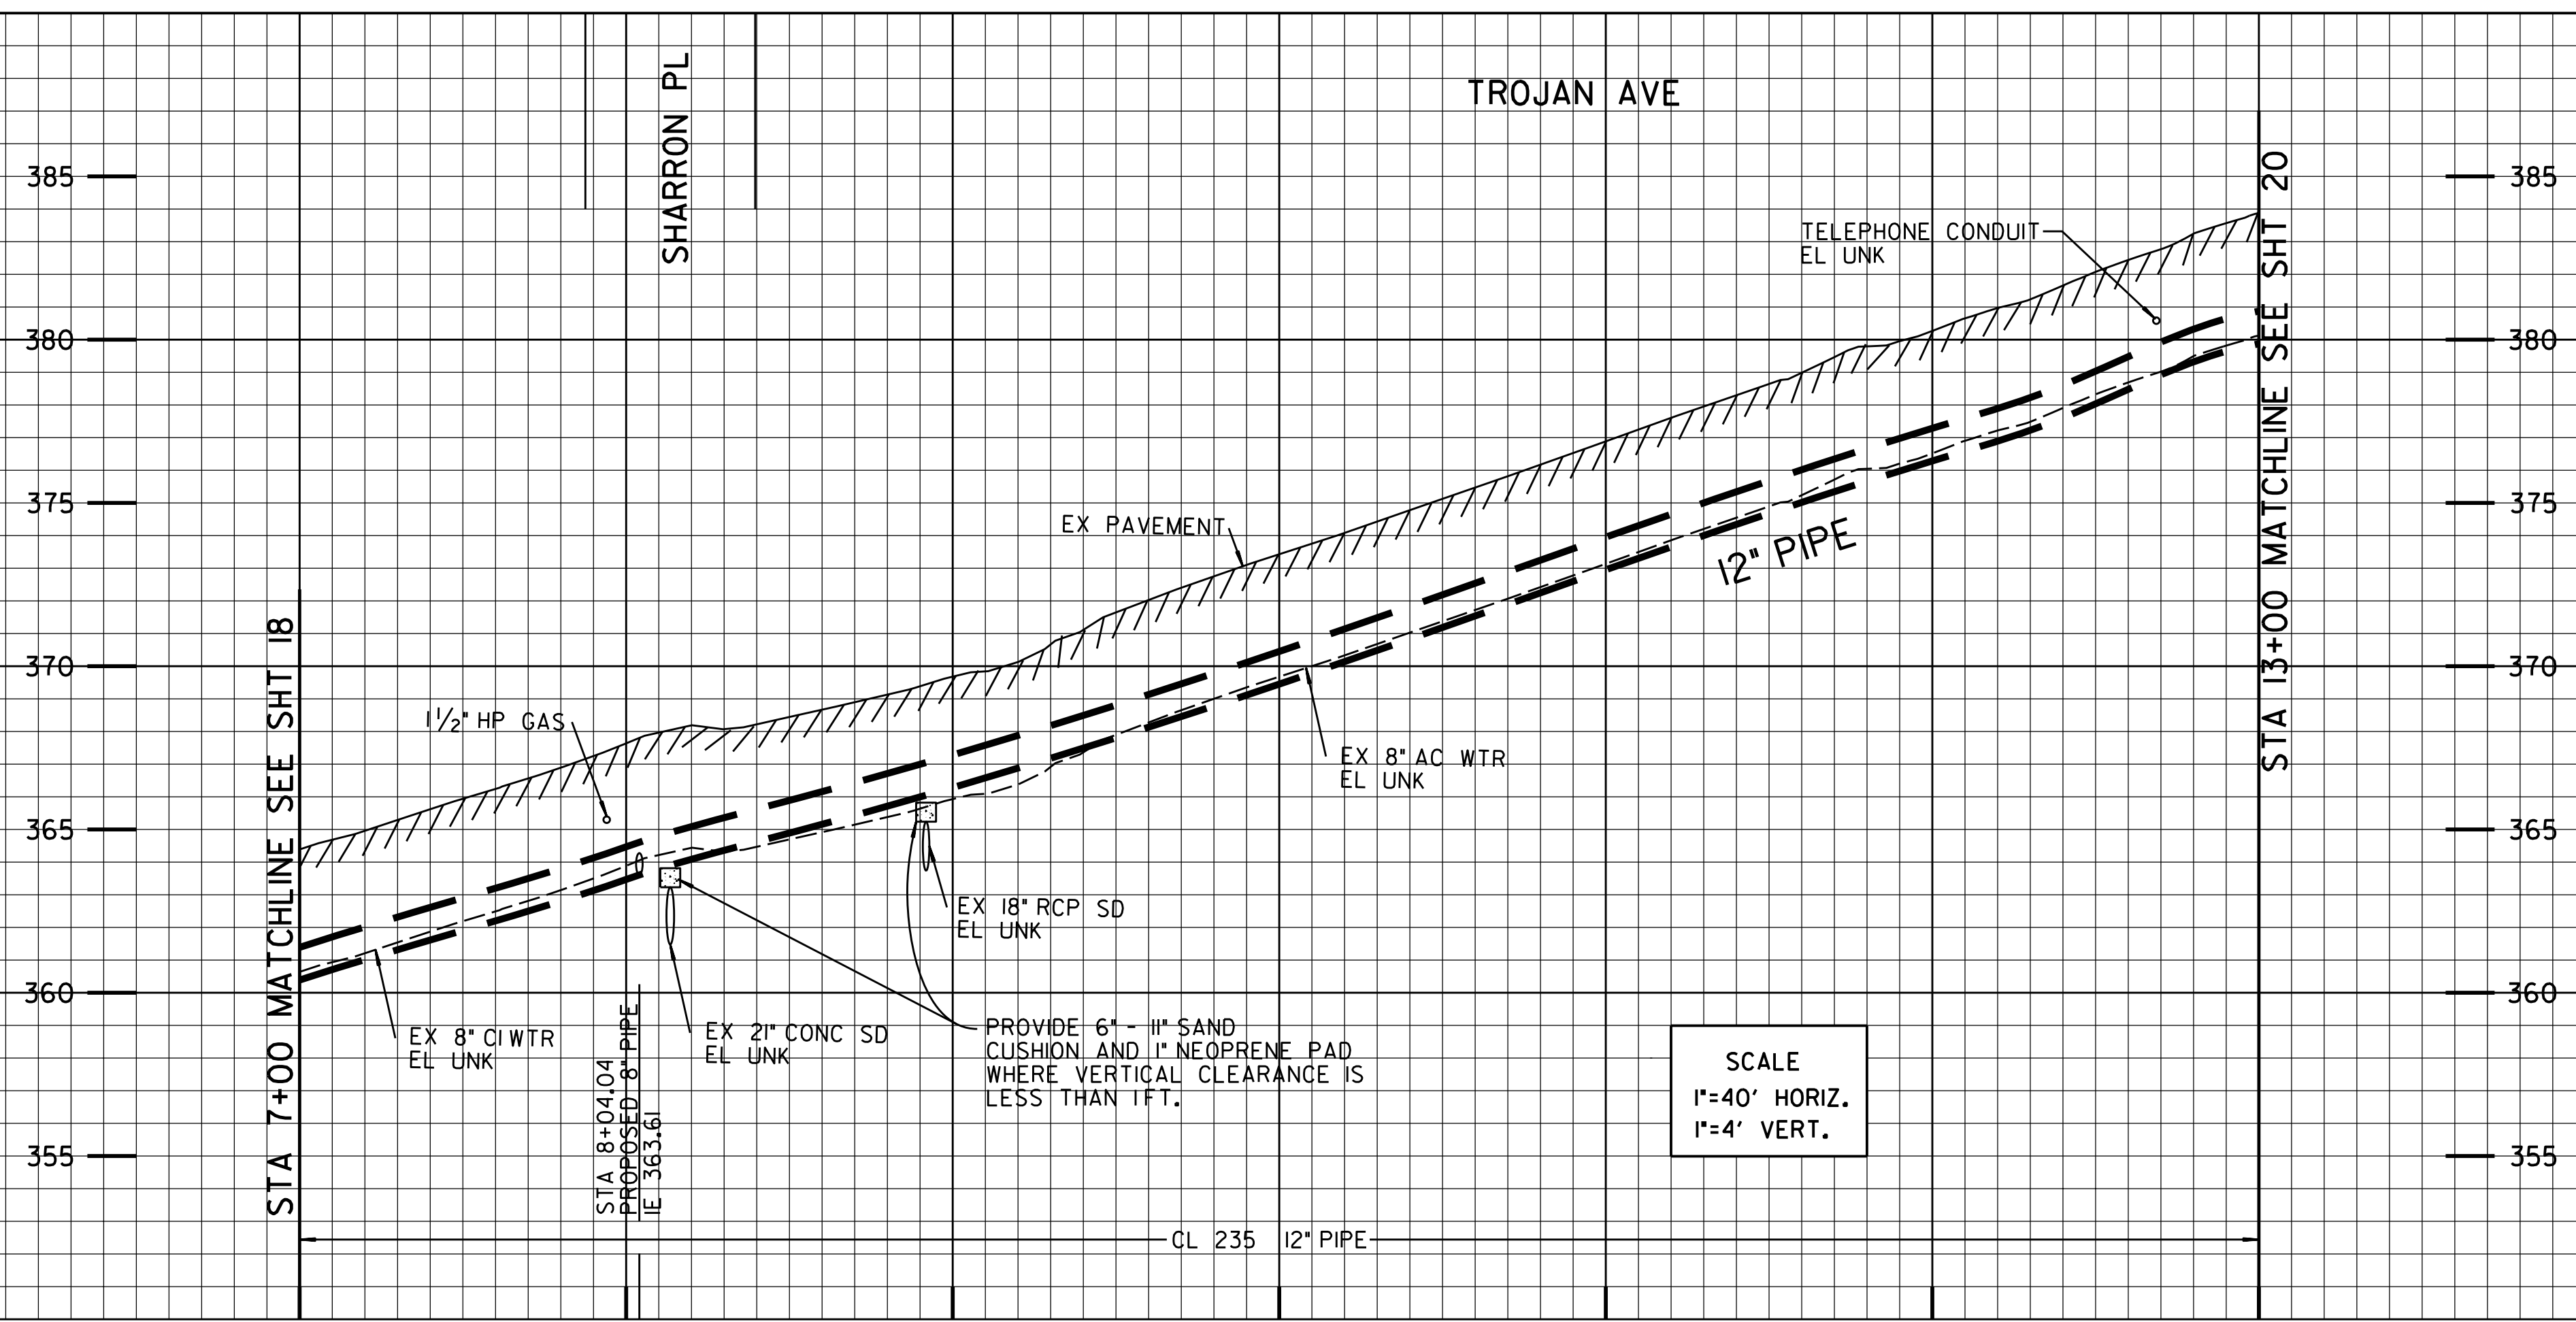 SHARRON PL
TROJAN AVE
385
385
TELEPHONE CONDUIT
EL UNK
380
380
375
375
EX PAVEMENT
12" PIPE
370
370
1 1/2" HP GAS
EX 8" AC WTR
EL UNK
365
365
EX 18" RCP SD
EL UNK
360
360
EX 8" CI WTR
EL UNK
EX 21" CONC SD
EL UNK
PROVIDE 6" - 11" SAND
CUSHION AND 1" NEOPRENE PAD
WHERE VERTICAL CLEARANCE IS
LESS THAN 1 FT.
SCALE
1"=40' HORIZ.
1"=4' VERT.
355
355
STA 7+00 MATCHLINE SEE SHT 18
STA 8+04.04
PROPOSED 8" PIPE
IE 363.61
STA 13+00 MATCHLINE SEE SHT 20
CL 235 12" PIPE